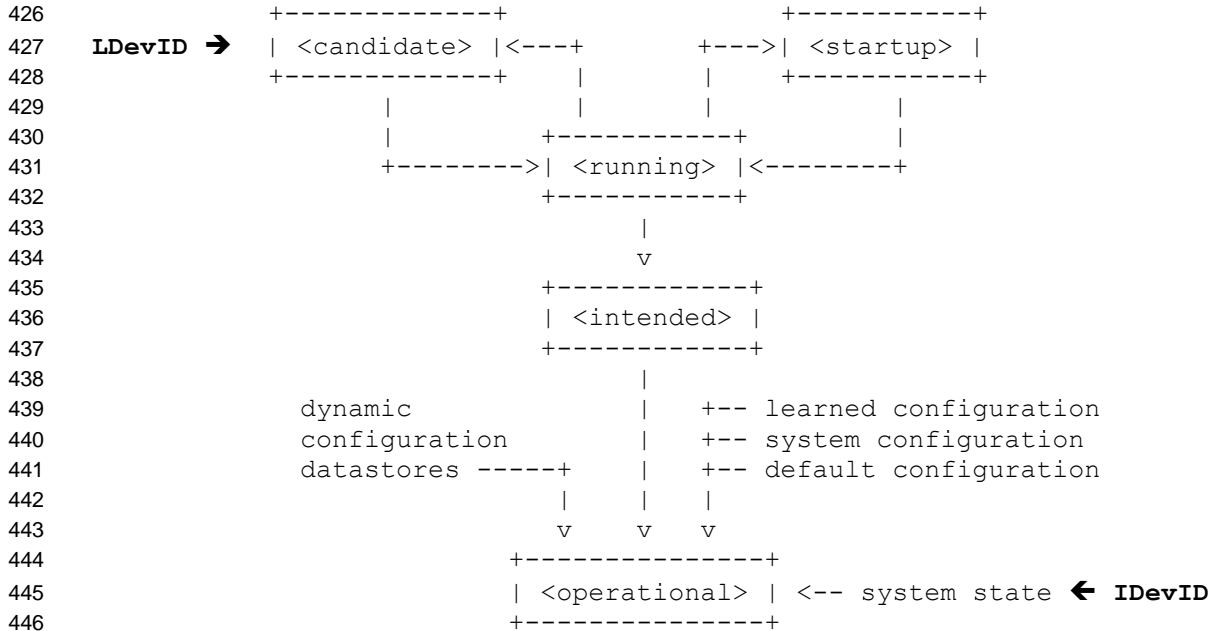 426 +-------------+ +-----------+
427 LDevID ➔ | <candidate> |<---+ +--->| <startup> |
428 +-------------+ | | +-----------+
429 | | | |
430 | +-----------+ |
431 +-------->| <running> |<--------+
432 +-----------+
433 |
434 v
435 +------------+
436 | <intended> |
437 +------------+
438 |
439 dynamic | +-- learned configuration
440 configuration | +-- system configuration
441 datastores -----+ | +-- default configuration
442 | | |
443 v v v
444 +---------------+
445 | <operational> | <-- system state 🡸 IDevID
446 +---------------+